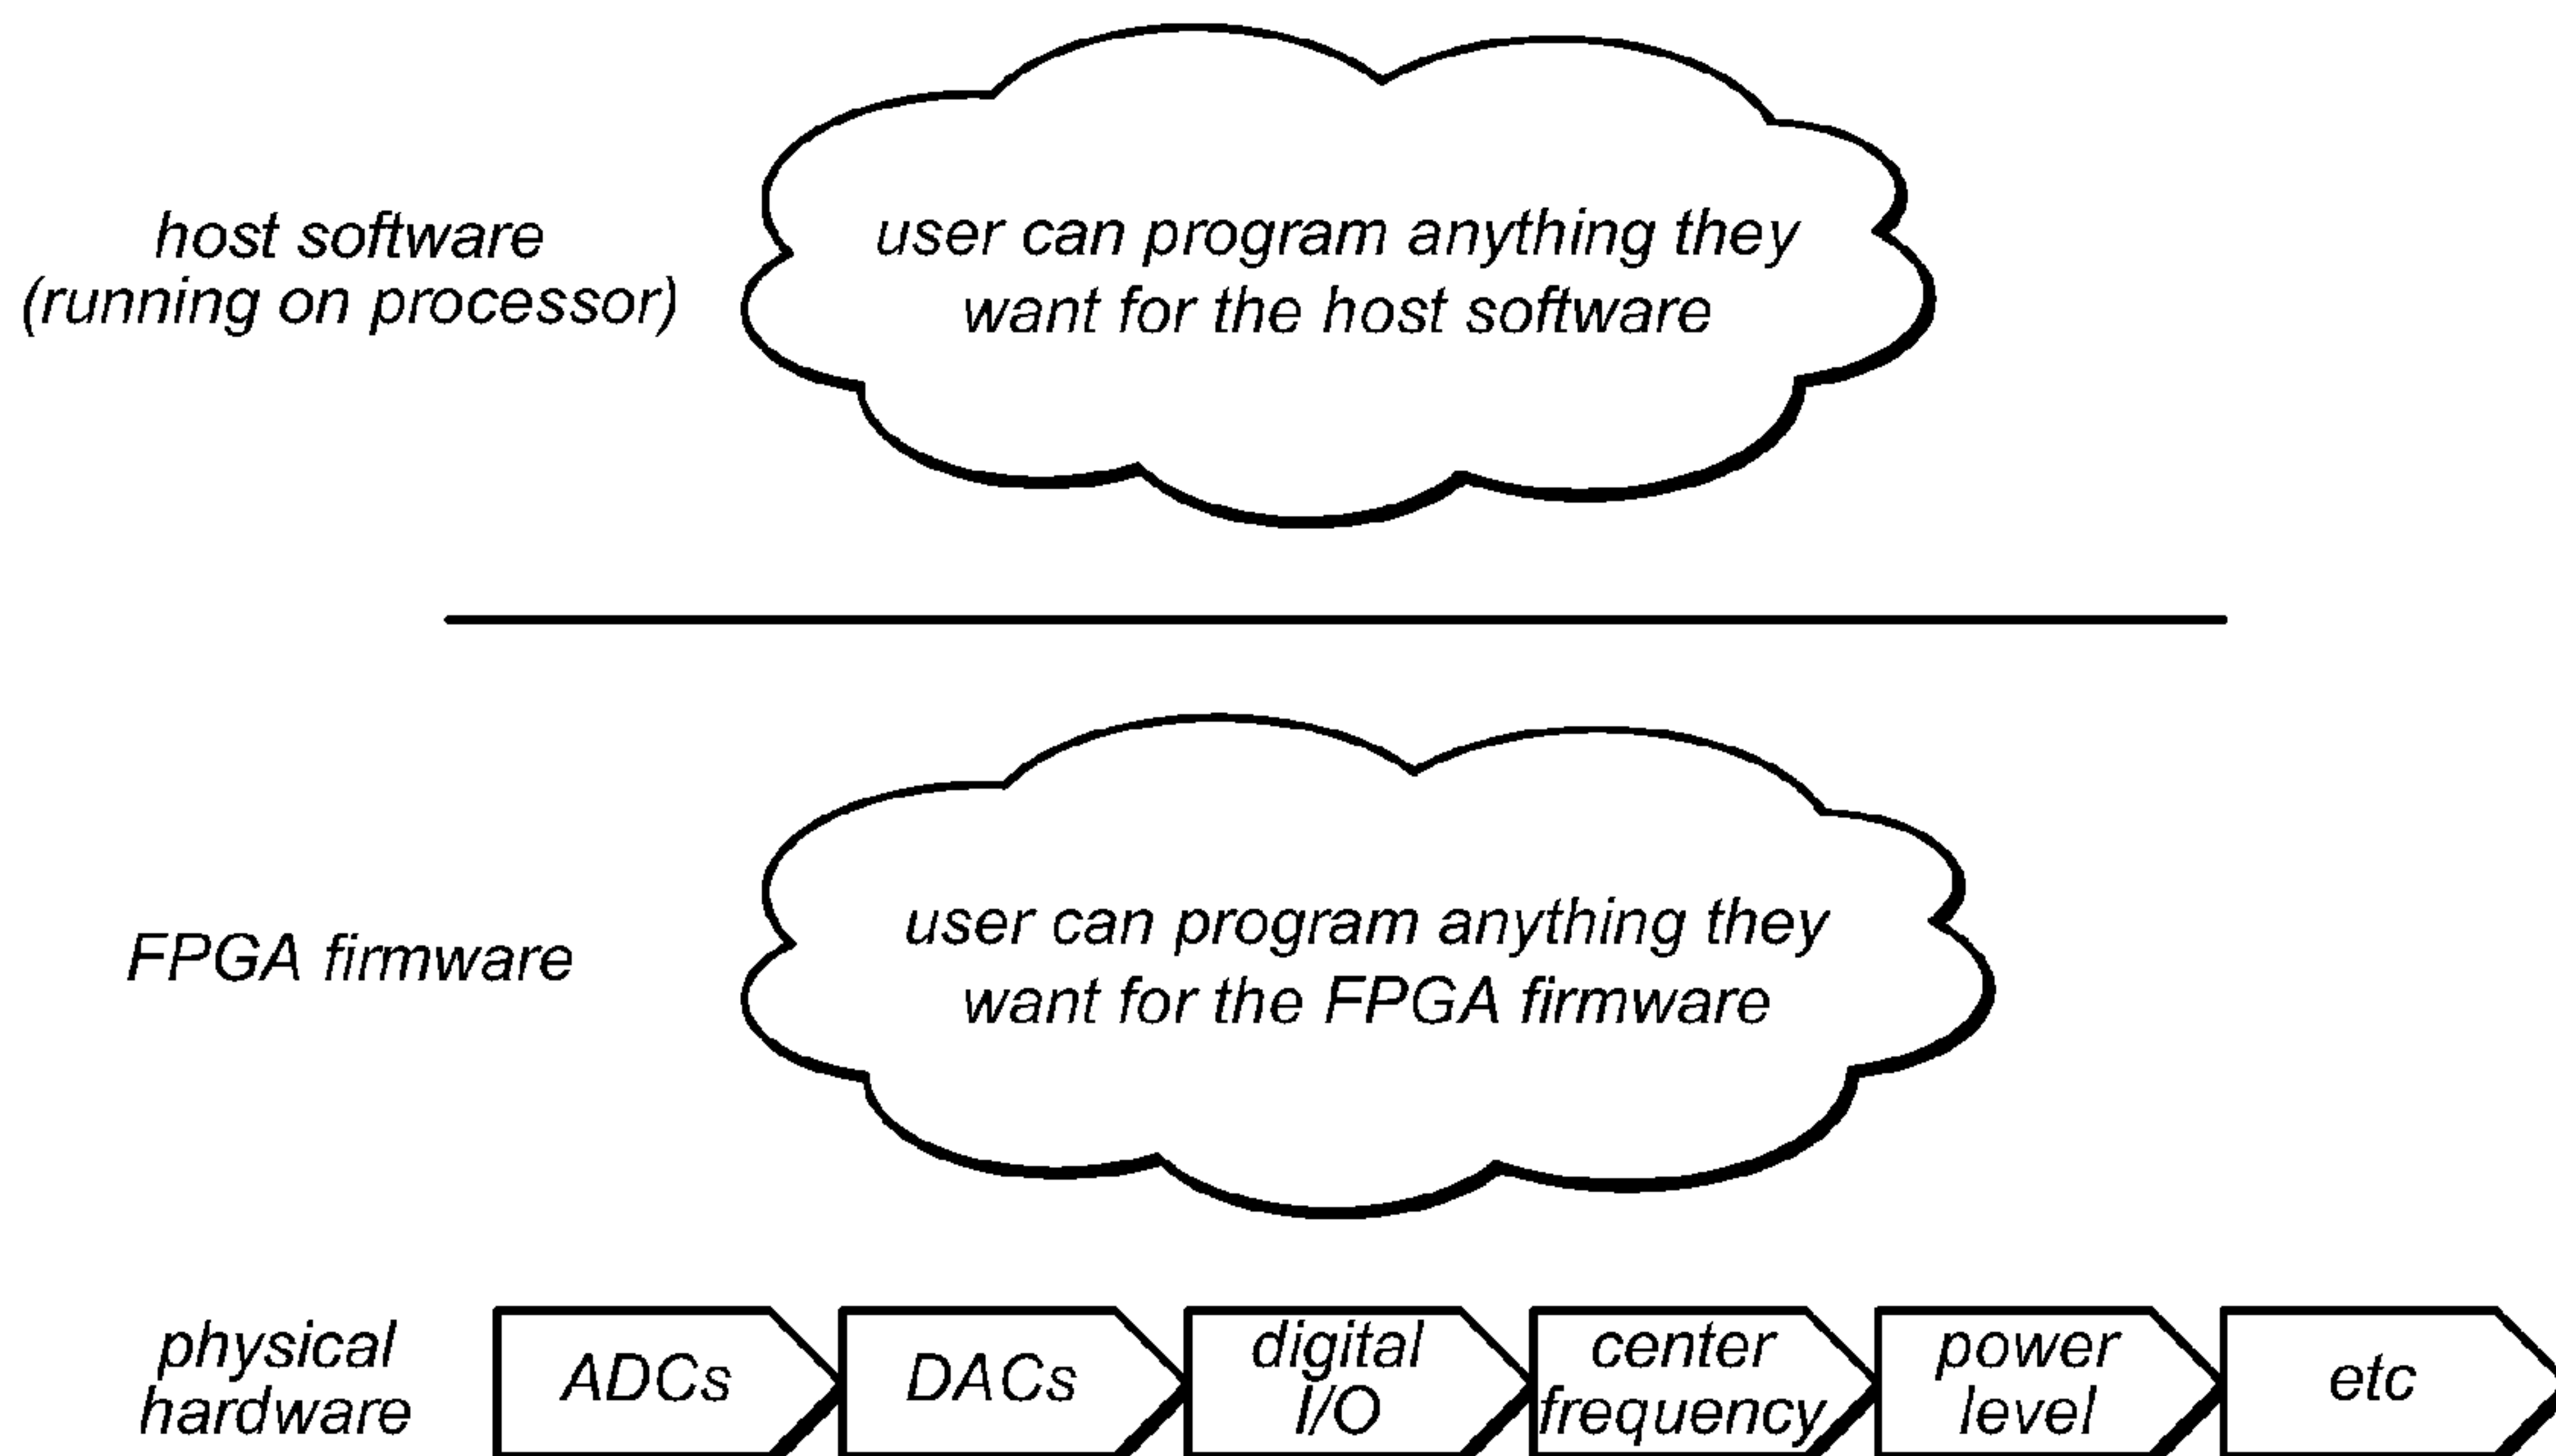 host software
(running on processor)
user can program anything they
want for the host software
FPGA firmware
user can program anything they
want for the FPGA firmware
physical
hardware
ADCs
DACs
digital
I/O
center
frequency
power
level
etc